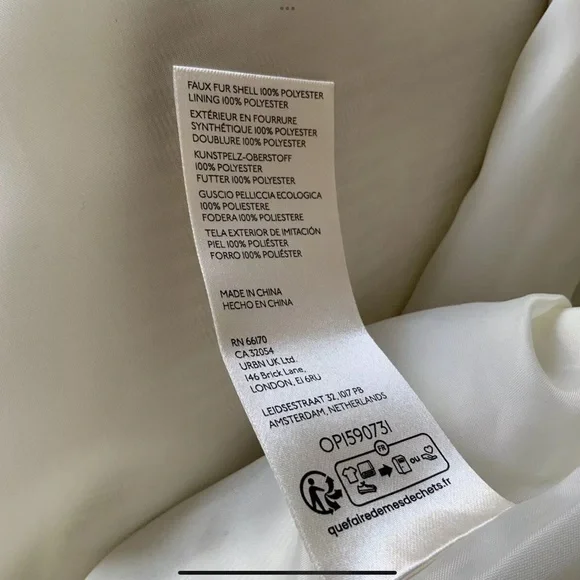 FAUX FUR SHELL 100% POLYESTER
LINING 100% POLYESTER
EXTÉRIEUR EN FOURRURE
SYNTHÉTIQUE 100% POLYESTER
DOUBLURE 100% POLYESTER
KUNSTPELZ-OBERSTOFF
100% POLYESTER
FUTTER 100% POLYESTER
GUSCIO PELLICCIA ECOLOGICA
100% POLIESTERE
FODERA 100% POLIESTERE
TELA EXTERIOR DE IMITACIÓN
PIEL 100% POLIÉSTER
FORRO 100% POLIÉSTER
MADE IN CHINA
HECHO EN CHINA
RN 66170
CA 32054
URBN UK Ltd.
146 Brick Lane,
LONDON, E1 6RU
LEIDSESTRAAT 32, 1017 PB
AMSTERDAM, NETHERLANDS
OP1590731
FR
OU
quefairedemesdechets.fr